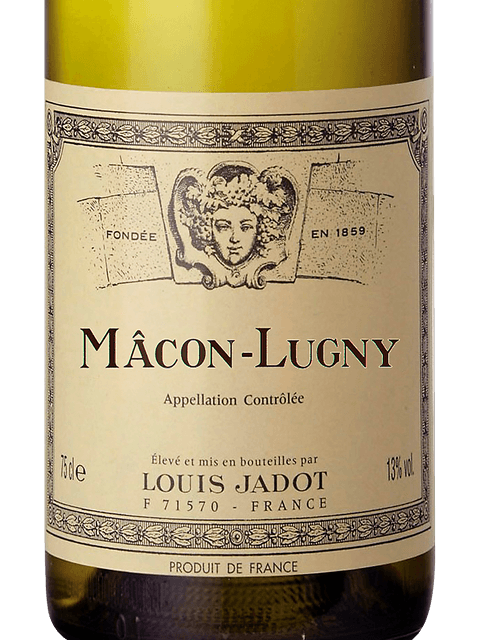 FONDÉE EN 1859
MÂCON-LUGNY
Appellation Contrôlée
Élevé et mis en bouteilles par
75 cl e LOUIS JADOT 13% vol.
F 71570 - FRANCE
PRODUIT DE FRANCE